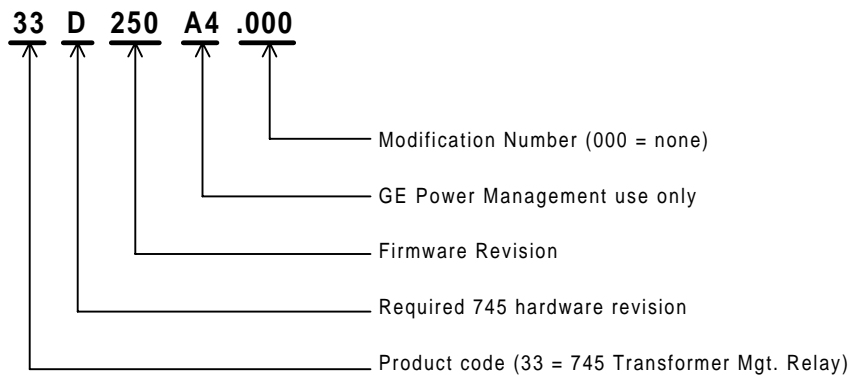 33 D 250 A4 .000
Modification Number (000 = none)
GE Power Management use only
Firmware Revision
Required 745 hardware revision
Product code (33 = 745 Transformer Mgt. Relay)